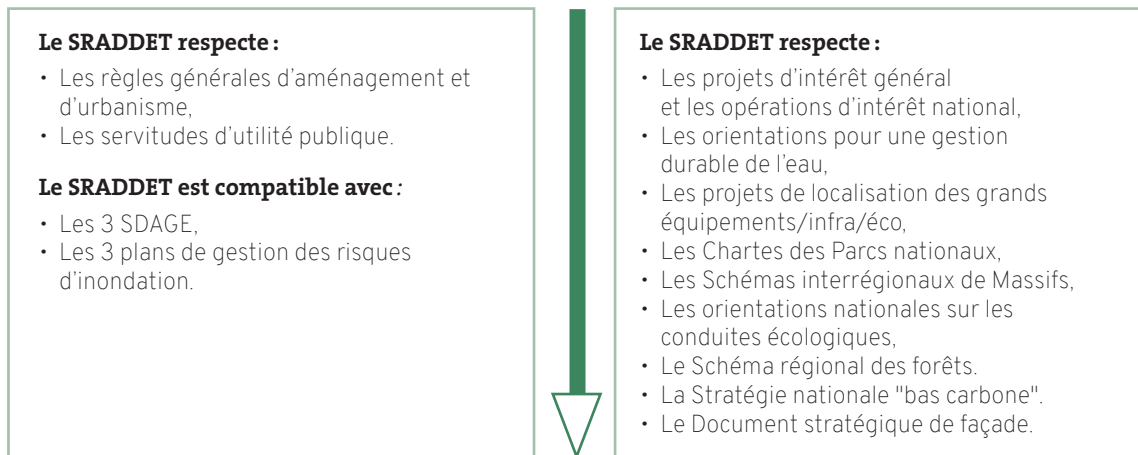 Le SRADDET respecte :
• Les règles générales d'aménagement et
d'urbanisme,
• Les servitudes d'utilité publique.
Le SRADDET est compatible avec :
• Les 3 SDAGE,
• Les 3 plans de gestion des risques
d'inondation.
Le SRADDET respecte :
• Les projets d'intérêt général
et les opérations d'intérêt national,
• Les orientations pour une gestion
durable de l'eau,
• Les projets de localisation des grands
équipements/infra/éco,
• Les Chartes des Parcs nationaux,
• Les Schémas interrégionaux de Massifs,
• Les orientations nationales sur les
conduites écologiques,
• Le Schéma régional des forêts.
• La Stratégie nationale "bas carbone".
• Le Document stratégique de façade.